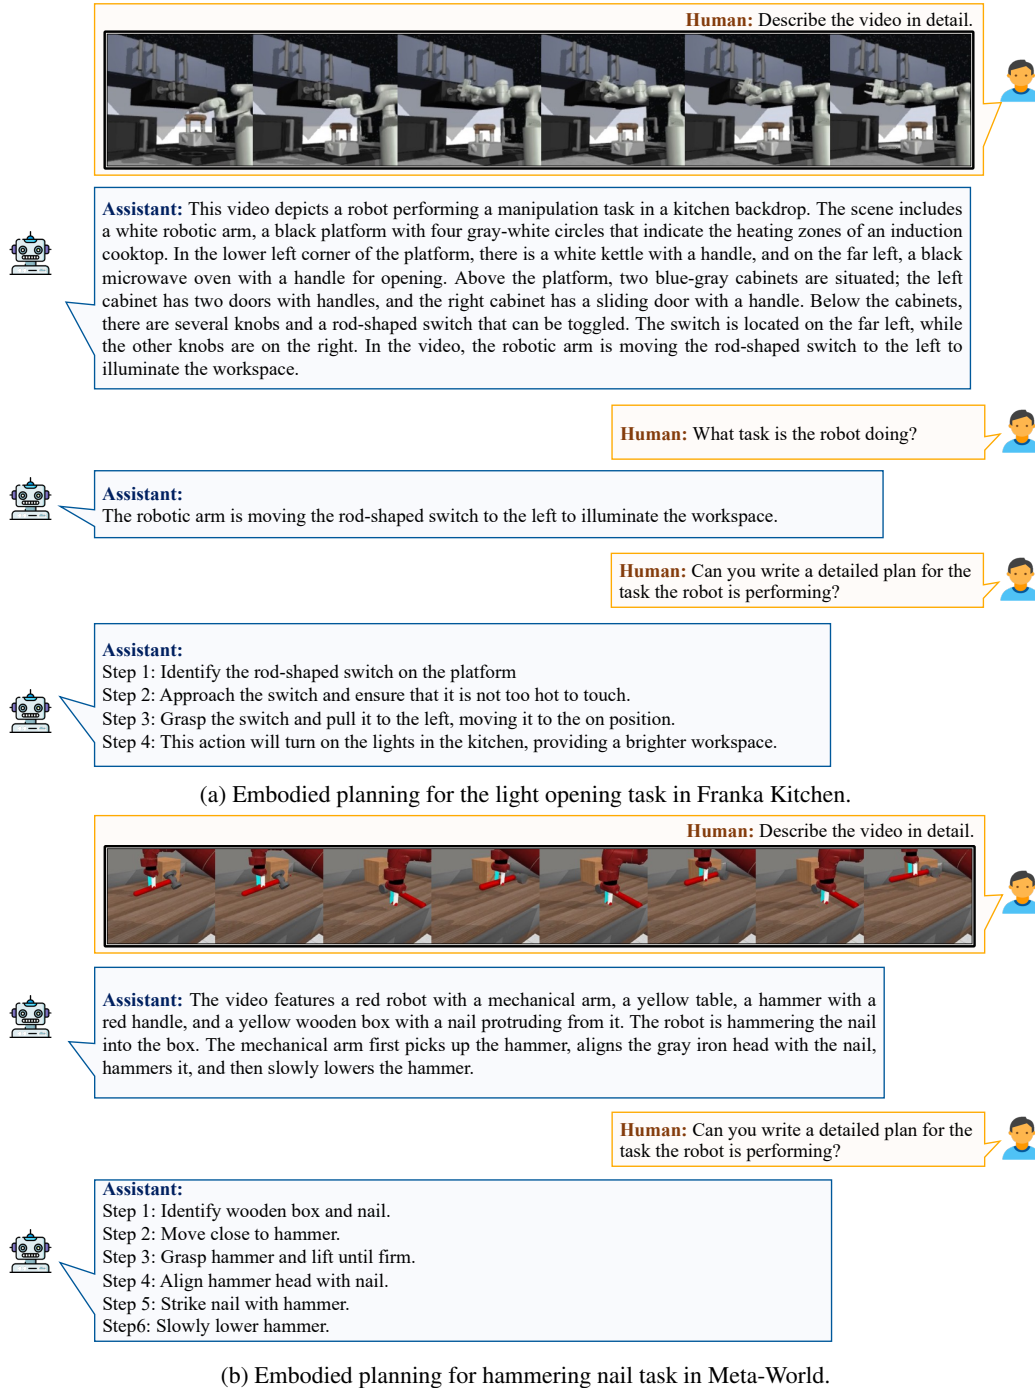 Human: Describe the video in detail.
Assistant: This video depicts a robot performing a manipulation task in a kitchen backdrop. The scene includes
a white robotic arm, a black platform with four gray-white circles that indicate the heating zones of an induction
cooktop. In the lower left corner of the platform, there is a white kettle with a handle, and on the far left, a black
microwave oven with a handle for opening. Above the platform, two blue-gray cabinets are situated; the left
cabinet has two doors with handles, and the right cabinet has a sliding door with a handle. Below the cabinets,
there are several knobs and a rod-shaped switch that can be toggled. The switch is located on the far left, while
the other knobs are on the right. In the video, the robotic arm is moving the rod-shaped switch to the left to
illuminate the workspace.
Human: What task is the robot doing?
Assistant:
The robotic arm is moving the rod-shaped switch to the left to illuminate the workspace.
Human: Can you write a detailed plan for the
task the robot is performing?
Assistant:
Step 1: Identify the rod-shaped switch on the platform
Step 2: Approach the switch and ensure that it is not too hot to touch.
Step 3: Grasp the switch and pull it to the left, moving it to the on position.
Step 4: This action will turn on the lights in the kitchen, providing a brighter workspace.
(a) Embodied planning for the light opening task in Franka Kitchen.
Human: Describe the video in detail.
Assistant: The video features a red robot with a mechanical arm, a yellow table, a hammer with a
red handle, and a yellow wooden box with a nail protruding from it. The robot is hammering the nail
into the box. The mechanical arm first picks up the hammer, aligns the gray iron head with the nail,
hammers it, and then slowly lowers the hammer.
Human: Can you write a detailed plan for the
task the robot is performing?
Assistant:
Step 1: Identify wooden box and nail.
Step 2: Move close to hammer.
Step 3: Grasp hammer and lift until firm.
Step 4: Align hammer head with nail.
Step 5: Strike nail with hammer.
Step6: Slowly lower hammer.
(b) Embodied planning for hammering nail task in Meta-World.